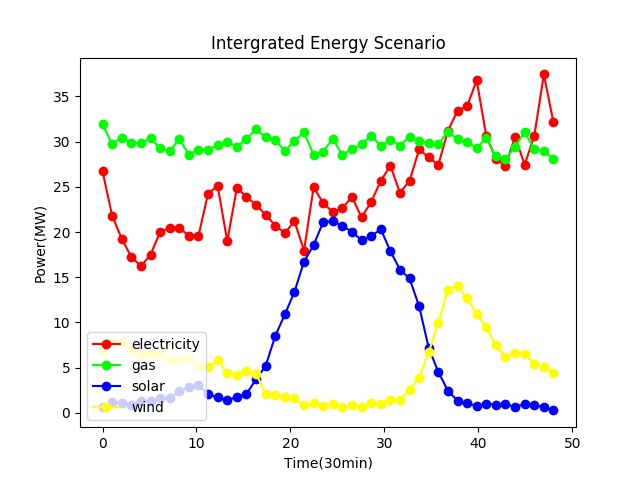 Intergrated Energy Scenario
Power(MW)
35
30
25
20
15
10
5
0
electricity
gas
solar
wind
0 10 20 30 40 50
Time(30min)